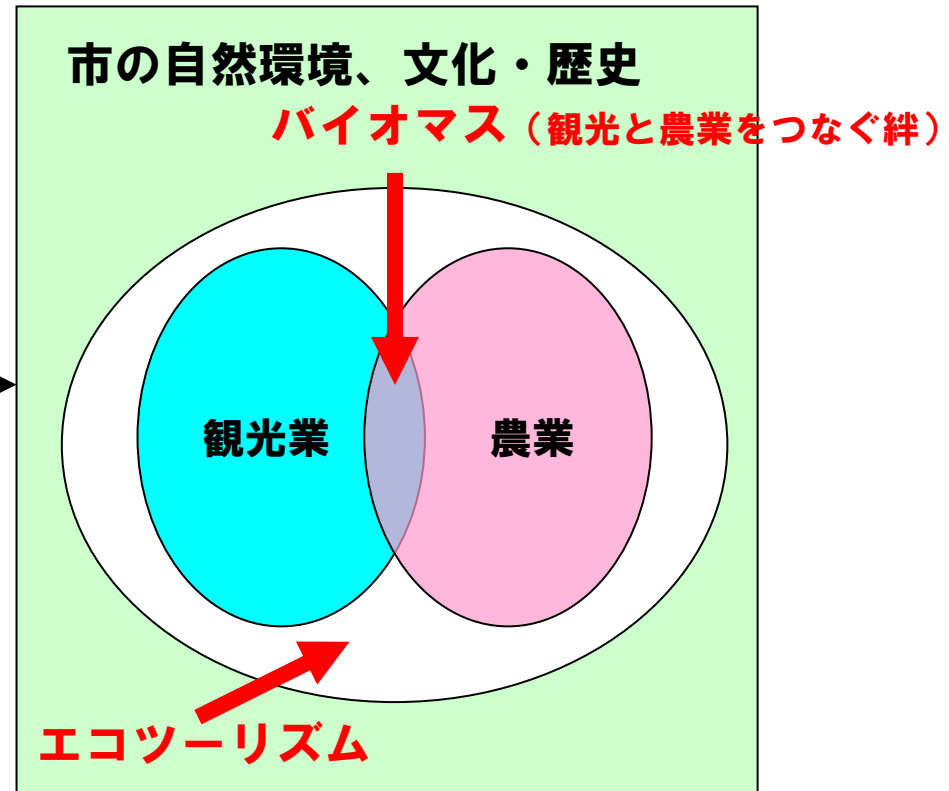 市の自然環境、文化・歴史
バイオマス（観光と農業をつなぐ絆）
観光業
農業
エコツーリズム